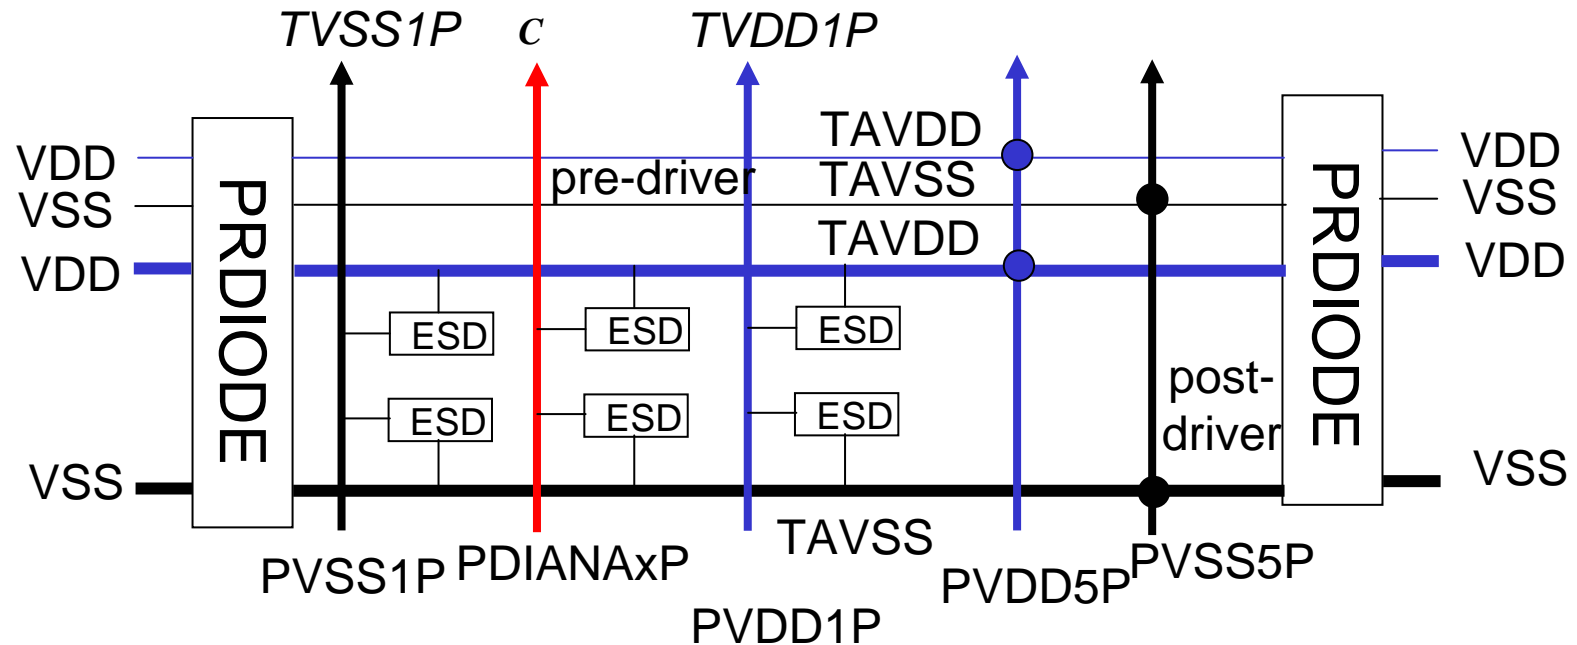 TVSS1P
C
TVDD1P
VDD
VSS
VDD
VSS
PRDIODE
TAVDD
pre-driver
TAVSS
TAVDD
ESD
ESD
ESD
ESD
ESD
ESD
post-
driver
TAVSS
PRDIODE
VDD
VSS
VDD
VSS
PVSS1P
PDIANAxP
PVDD1P
PVDD5P
PVSS5P